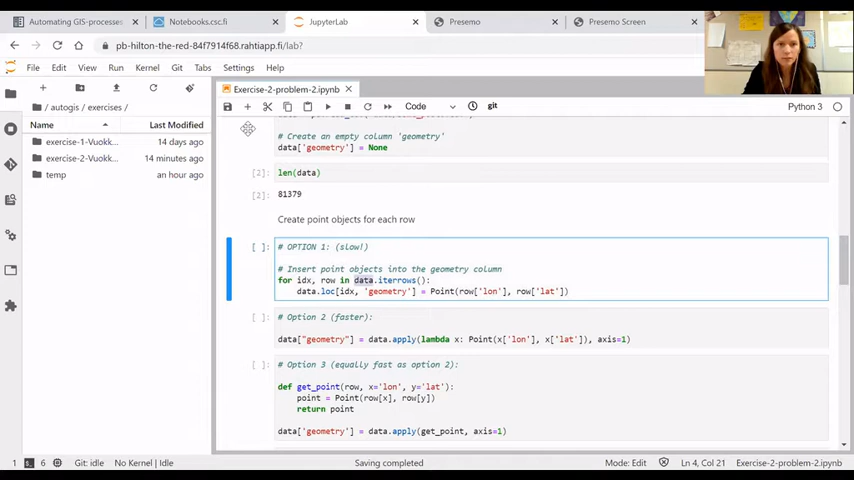 Automating GIS-processes
Notebooks.csc.fi
JupyterLab
Presemo
Presemo Screen
pb-hilton-the-red-84f7914f68.rahtiapp.fi/lab?
File Edit View Run Kernel Git Tabs Settings Help
Exercise-2-problem-2.ipynb
Code
git
Python 3
/ autogis / exercises /
Name
Last Modified
exercise-1-Vuokk...
14 days ago
exercise-2-Vuokk...
14 minutes ago
temp
an hour ago
# Create an empty column 'geometry'
data['geometry'] = None
[2]: len(data)
[2]: 81379
Create point objects for each row
[ ]: # OPTION 1: (slow!)
# Insert point objects into the geometry column
for idx, row in data.iterrows():
data.loc[idx, 'geometry'] = Point(row['lon'], row['lat'])
[ ]: # Option 2 (faster):
data["geometry"] = data.apply(lambda x: Point(x['lon'], x['lat']), axis=1)
[ ]: # Option 3 (equally fast as option 2):
def get_point(row, x='lon', y='lat'):
point = Point(row[x], row[y])
return point
data['geometry'] = data.apply(get_point, axis=1)
1 6 Git: idle No Kernel | Idle
Saving completed
Mode: Edit
Ln 4, Col 21
Exercise-2-problem-2.ipynb